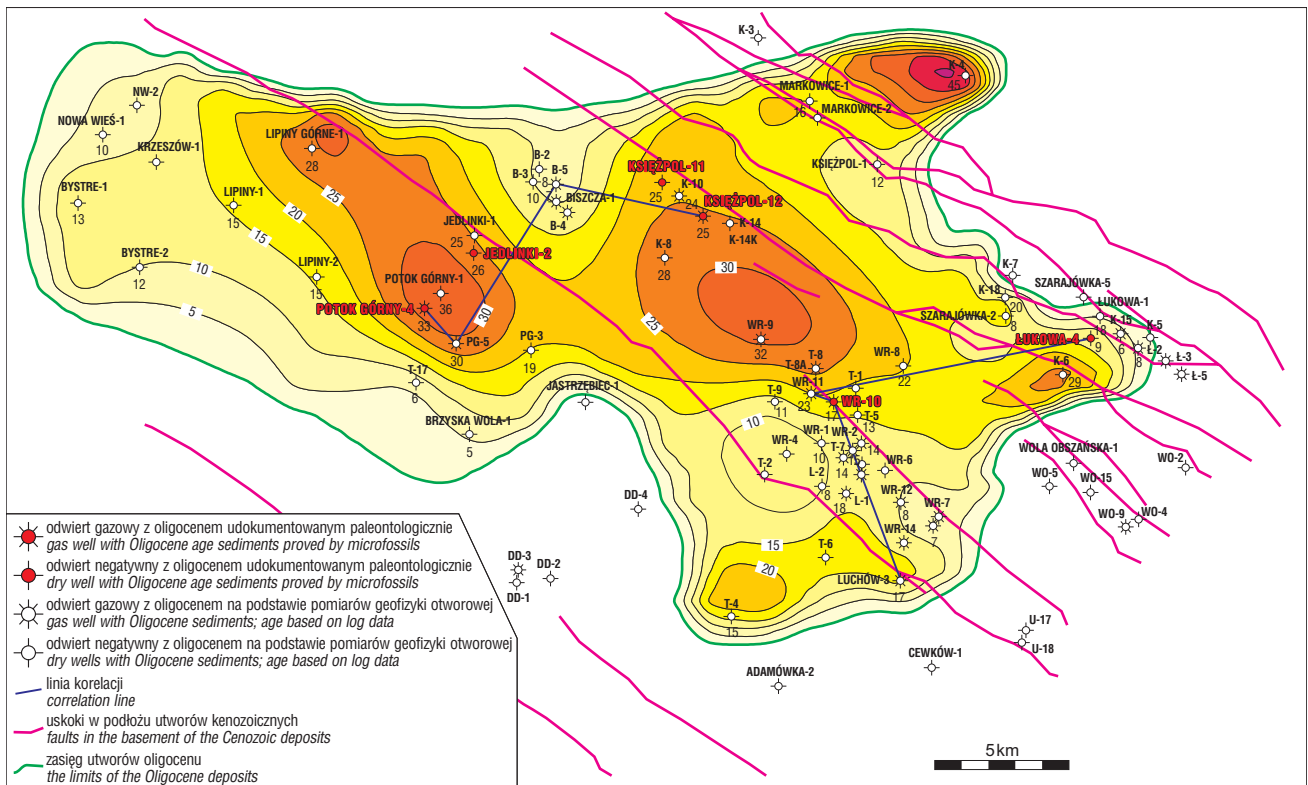 K-3
K-4
45
MARKOWICE-1
16
MARKOWICE-2
NW-2
NOWA WIEŚ-1
10
KRZESZÓW-1
LIPINY GÓRNE-1
28
B-2
B-3
8
10
B-5
BISZCZA-1
B-4
KSIĘŻPOL-11
25
K-10
24
KSIĘŻPOL-12
25
KSIĘŻPOL-1
12
BYSTRE-1
13
LIPINY-1
15
25
20
15
JEDLINKI-1
25
JEDLINKI-2
26
K-14
K-14K
K-8
28
BYSTRE-2
12
LIPINY-2
15
10
5
POTOK GÓRNY-1
36
POTOK GÓRNY-4
33
30
30
25
K-7
SZARAJÓWKA-5
K-18
20
SZARAJÓWKA-2
8
ŁUKOWA-1
18
K-15
6
K-5
ŁUKOWA-4
9
Ł-2
8
Ł-3
Ł-5
PG-5
30
PG-3
19
WR-9
32
T-8
T-8A
WR-8
22
K-6
29
T-17
6
JASTRZEBIEC-1
WR-11
23
T-1
T-9
11
WR-10
17
T-5
13
BRZYSKA WOLA-1
5
10
WR-1
10
WR-2
14
WR-4
T-7
14
T-2
WR-6
L-2
8
L-1
18
WR-12
8
WR-7
7
WR-14
WOLA OBSZAŃSKA-1
WO-5
WO-15
WO-2
WO-9
WO-4
DD-4
DD-3
DD-2
DD-1
15
20
T-6
LUCHÓW-3
17
T-4
15
U-17
U-18
CEWKÓW-1
ADAMÓWKA-2
odwiert gazowy z oligocenem udokumentowanym paleontologicznie
gas well with Oligocene age sediments proved by microfossils
odwiert negatywny z oligocenem udokumentowanym paleontologicznie
dry well with Oligocene age sediments proved by microfossils
odwiert gazowy z oligocenem na podstawie pomiarów geofizyki otworowej
gas well with Oligocene sediments; age based on log data
odwiert negatywny z oligocenem na podstawie pomiarów geofizyki otworowej
dry wells with Oligocene sediments; age based on log data
linia korelacji
correlation line
uskoki w podłożu utworów kenozoicznych
faults in the basement of the Cenozoic deposits
zasięg utworów oligocenu
the limits of the Oligocene deposits
5km